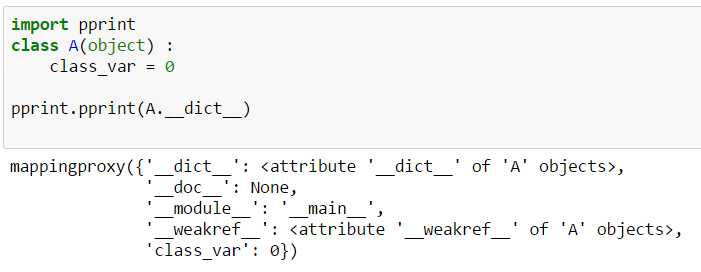 import pprint
class A(object) :
    class_var = 0
pprint.pprint(A.__dict__)
mappingproxy({'__dict__': <attribute '__dict__' of 'A' objects>,
              '__doc__': None,
              '__module__': '__main__',
              '__weakref__': <attribute '__weakref__' of 'A' objects>,
              'class_var': 0})